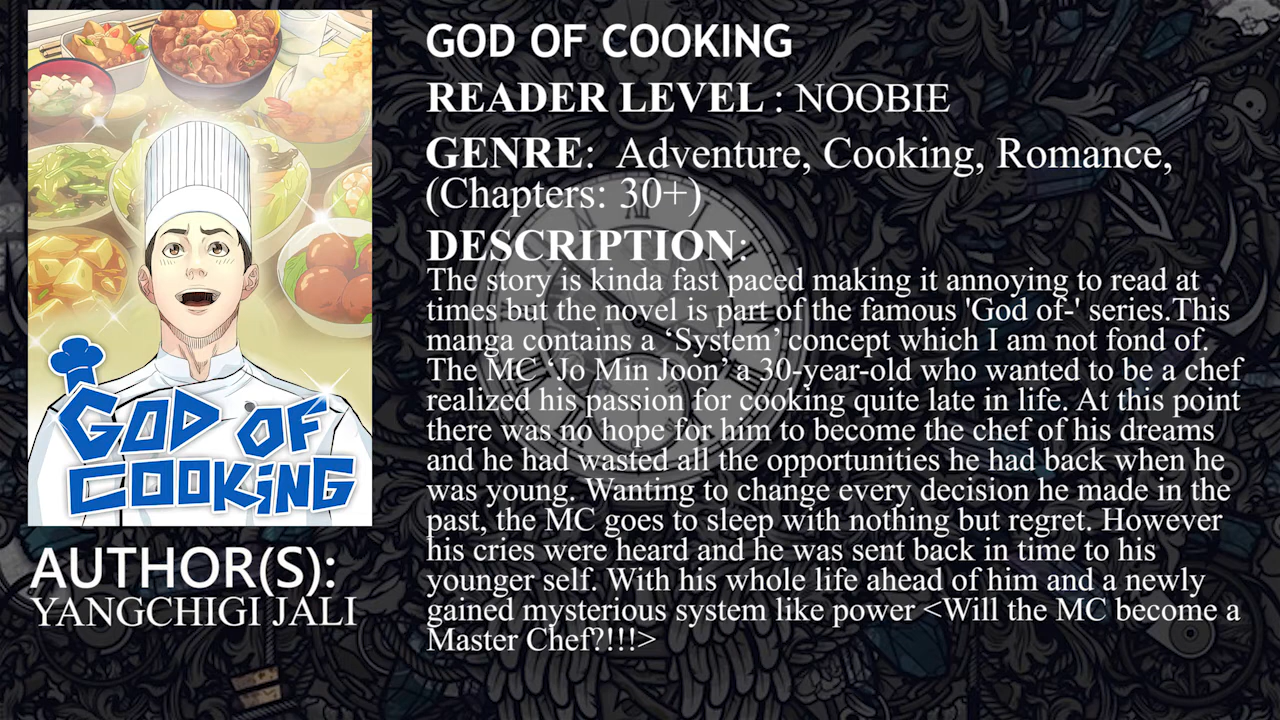 GOD OF COOKING
READER LEVEL : NOOBIE
GENRE: Adventure, Cooking, Romance,
(Chapters: 30+)
DESCRIPTION:
The story is kinda fast paced making it annoying to read at
times but the novel is part of the famous 'God of-' series.This
manga contains a ‘System’ concept which I am not fond of.
The MC ‘Jo Min Joon’ a 30-year-old who wanted to be a chef
realized his passion for cooking quite late in life. At this point
there was no hope for him to become the chef of his dreams
and he had wasted all the opportunities he had back when he
was young. Wanting to change every decision he made in the
past, the MC goes to sleep with nothing but regret. However
his cries were heard and he was sent back in time to his
younger self. With his whole life ahead of him and a newly
gained mysterious system like power <Will the MC become a
Master Chef?!!!>
GOD OF
COOKING
AUTHOR(S):
YANGCHIGI JALI
XII